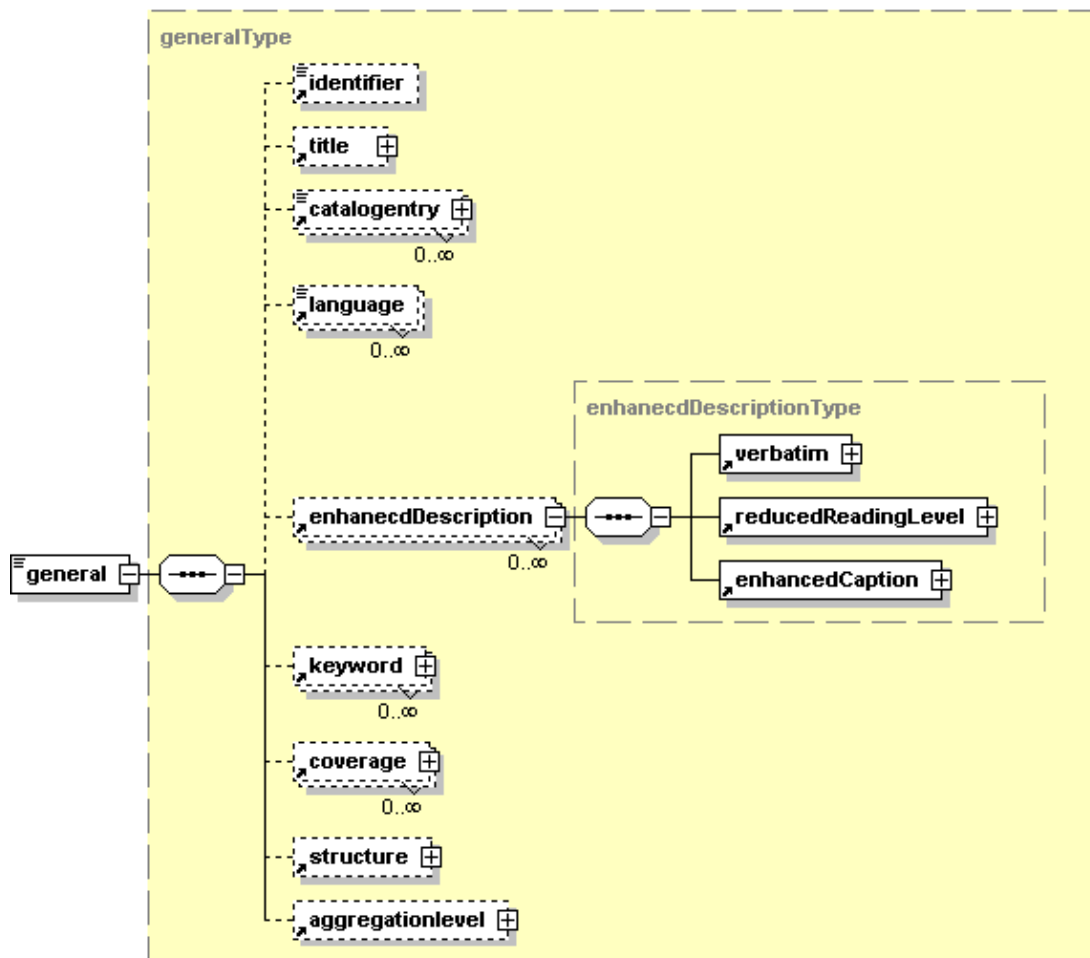 generalType
identifier
title
catalogentry
0..∞
language
0..∞
enhanecdDescriptionType
verbatim
enhanecdDescription
0..∞
reducedReadingLevel
enhancedCaption
general
keyword
0..∞
coverage
0..∞
structure
aggregationlevel